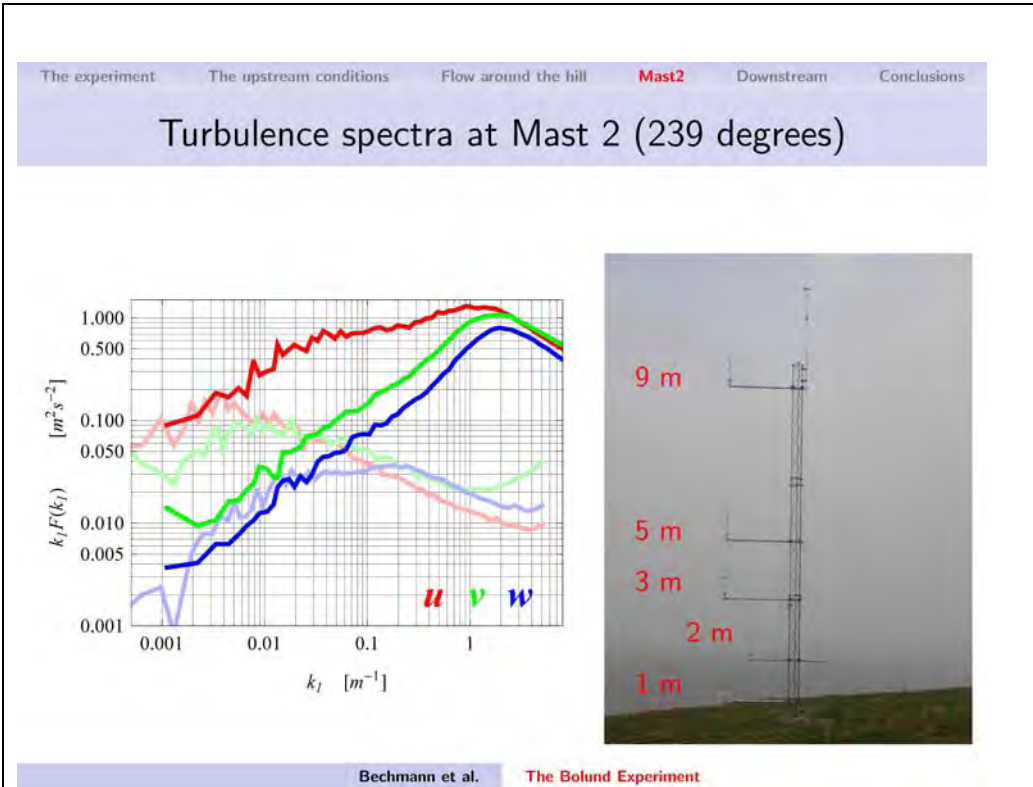 The experiment The upstream conditions Flow around the hill Mast2 Downstream Conclusions
Turbulence spectra at Mast 2 (239 degrees)
1.000
0.500
0.100
0.050
0.010
0.005
0.001
k₁F(k₁) [m²s⁻²]
u v w
0.001 0.01 0.1 1
k₁ [m⁻¹]
9 m
5 m
3 m
2 m
1 m
Bechmann et al. The Bolund Experiment